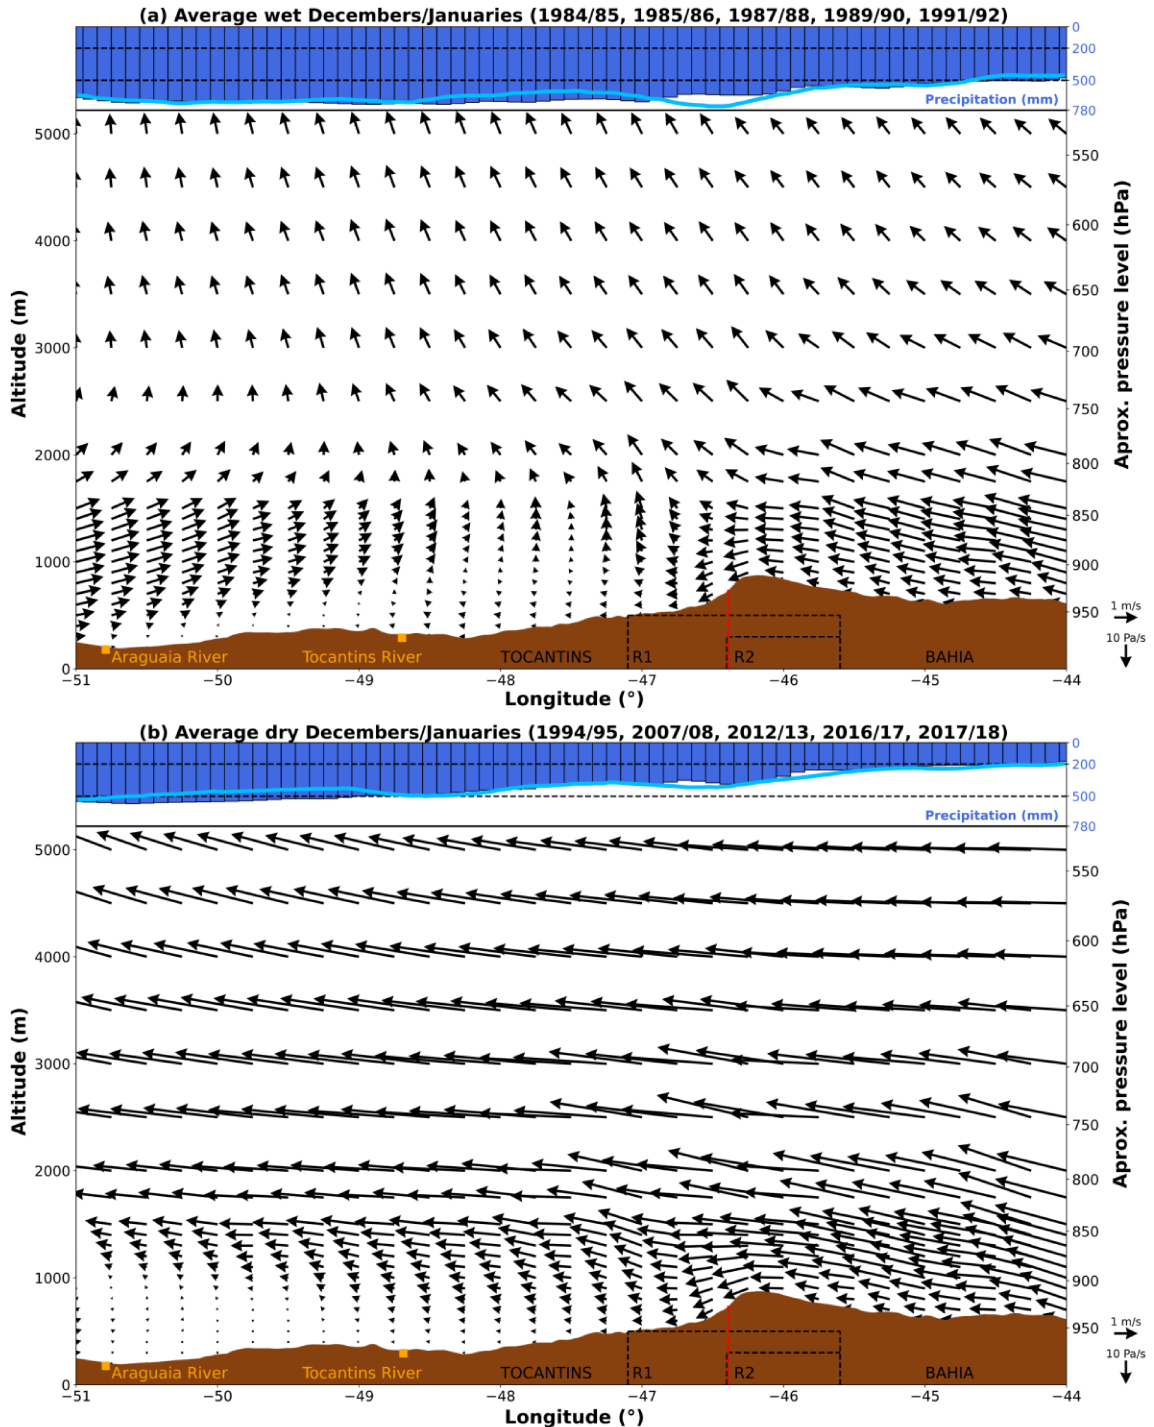 (a) Average wet Decembers/Januaries (1984/85, 1985/86, 1987/88, 1989/90, 1991/92)
0
200
500
Precipitation (mm)
780
5000
550
4000
600
650
3000
700
750
2000
800
850
1000
900
950
0
Altitude (m)
Aprox. pressure level (hPa)
1 m/s
10 Pa/s
Araguaia River
Tocantins River
TOCANTINS
R1
R2
BAHIA
−51 −50 −49 −48 −47 −46 −45 −44
Longitude (°)
(b) Average dry Decembers/Januaries (1994/95, 2007/08, 2012/13, 2016/17, 2017/18)
0
200
500
Precipitation (mm)
780
5000
550
4000
600
650
3000
700
750
2000
800
850
1000
900
950
0
Altitude (m)
Aprox. pressure level (hPa)
1 m/s
10 Pa/s
Araguaia River
Tocantins River
TOCANTINS
R1
R2
BAHIA
−51 −50 −49 −48 −47 −46 −45 −44
Longitude (°)